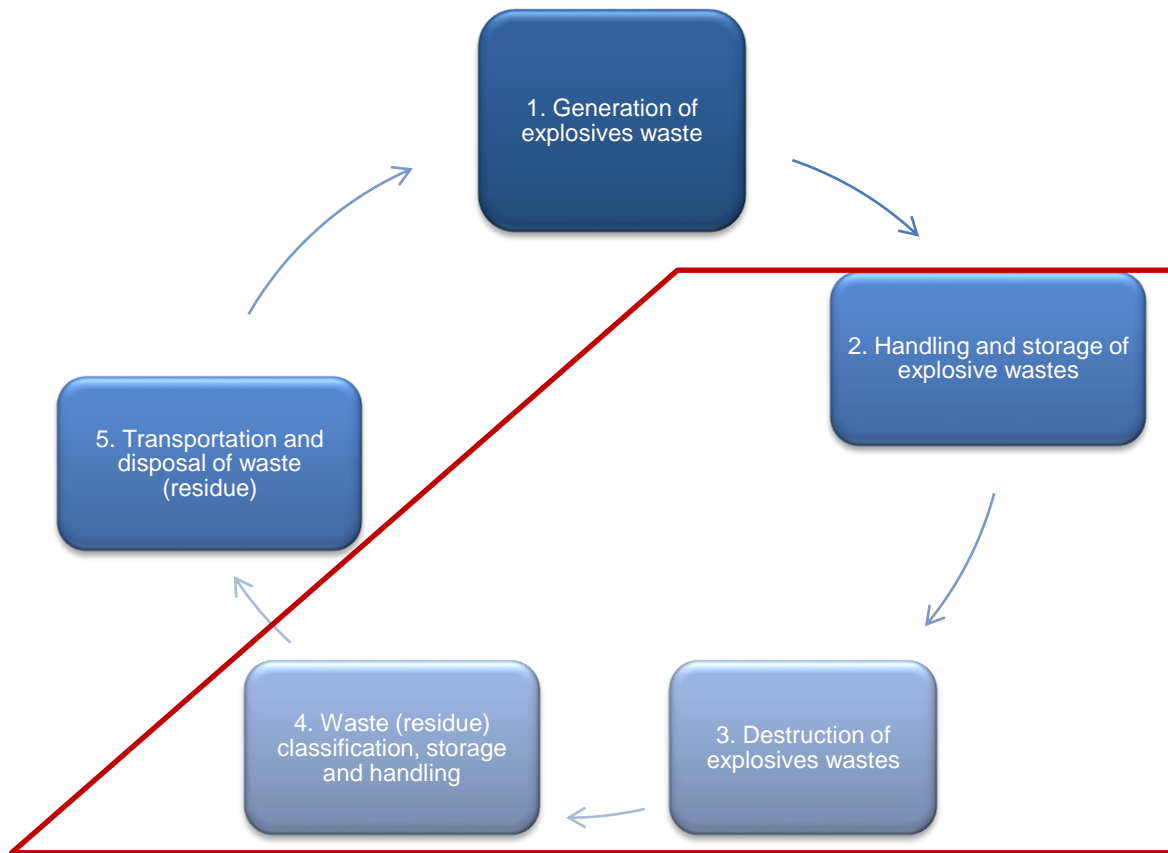 1. Generation of
explosives waste
2. Handling and storage of
explosive wastes
3. Destruction of
explosives wastes
4. Waste (residue)
classification, storage
and handling
5. Transportation and
disposal of waste
(residue)